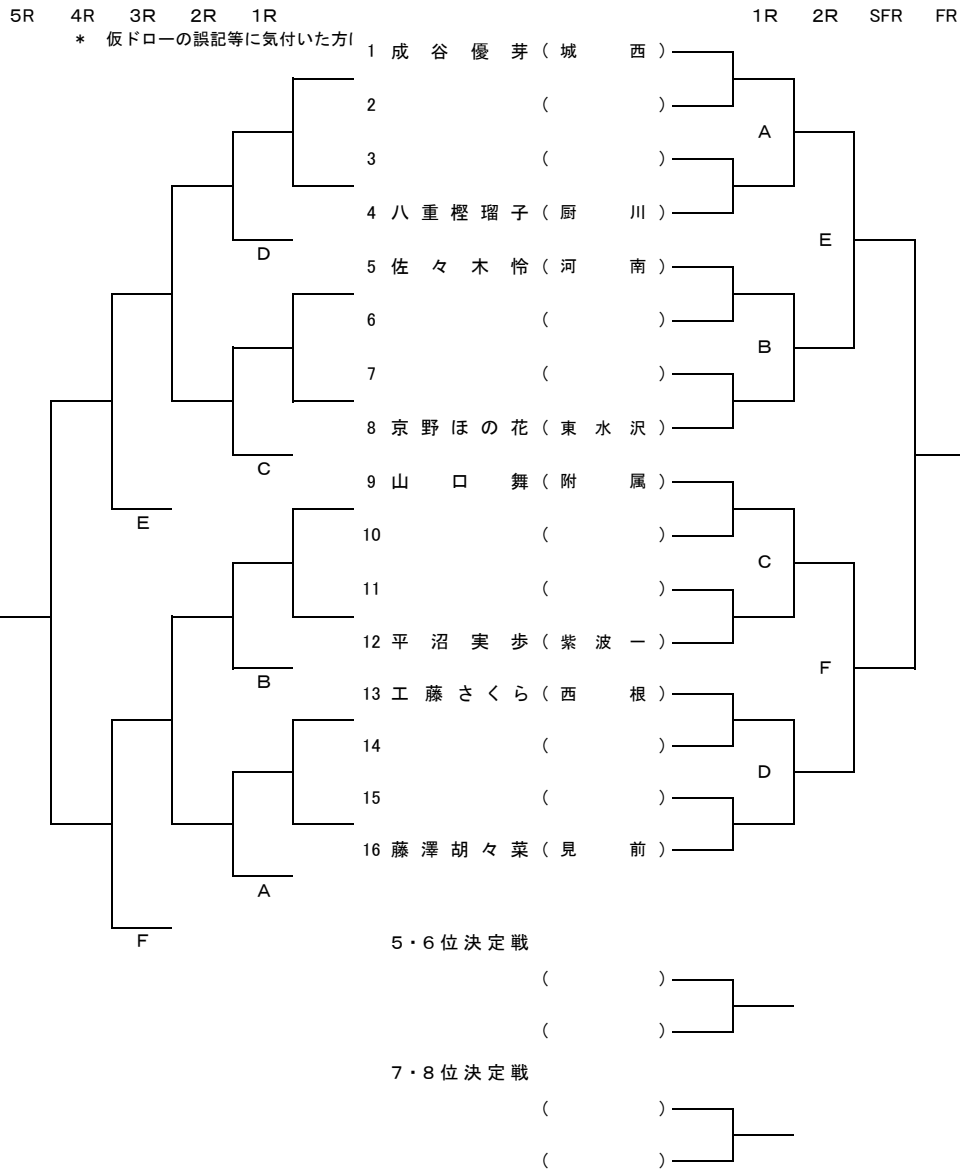 5R 4R 3R 2R 1R 1R 2R SFR FR
* 仮ドローの誤記等に気付いた方
1 成谷優芽(城西)
2 ( )
A
3 ( )
4 八重樫瑠子(厨川)
D
E
5 佐々木怜(河南)
6 ( )
B
7 ( )
8 京野ほの花(東水沢)
C
9 山口舞(附属)
E
10 ( )
C
11 ( )
12 平沼実歩(紫波一)
B
F
13 工藤さくら(西根)
14 ( )
D
15 ( )
16 藤澤胡々菜(見前)
A
F
5・6位決定戦
( )
( )
7・8位決定戦
( )
( )